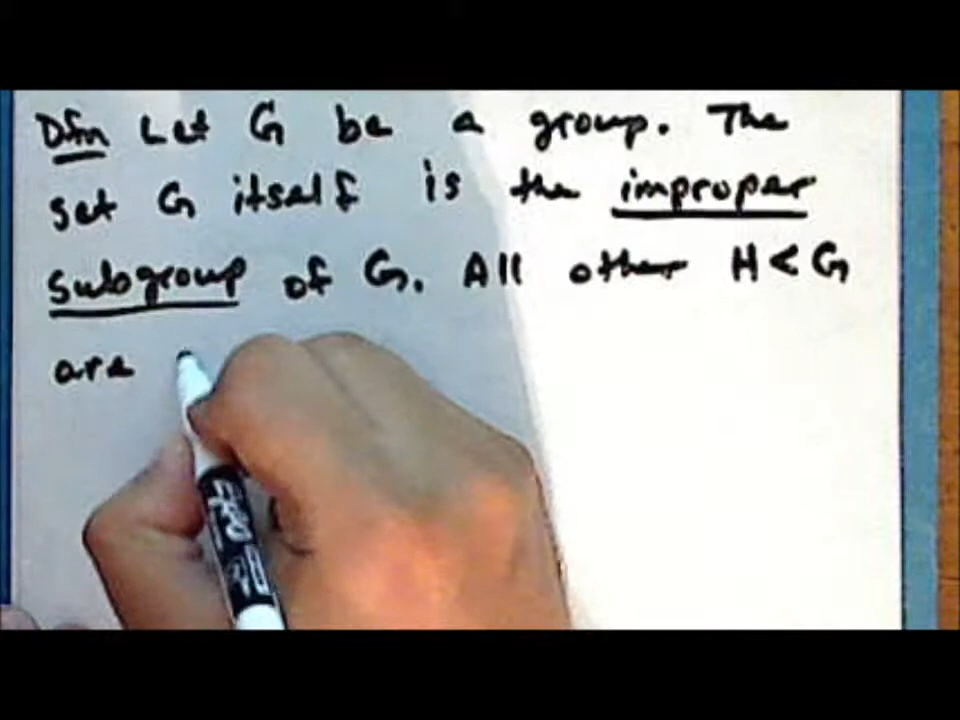 Dfn Let G be a group. The
set G itself is the improper
subgroup of G. All other H < G
are